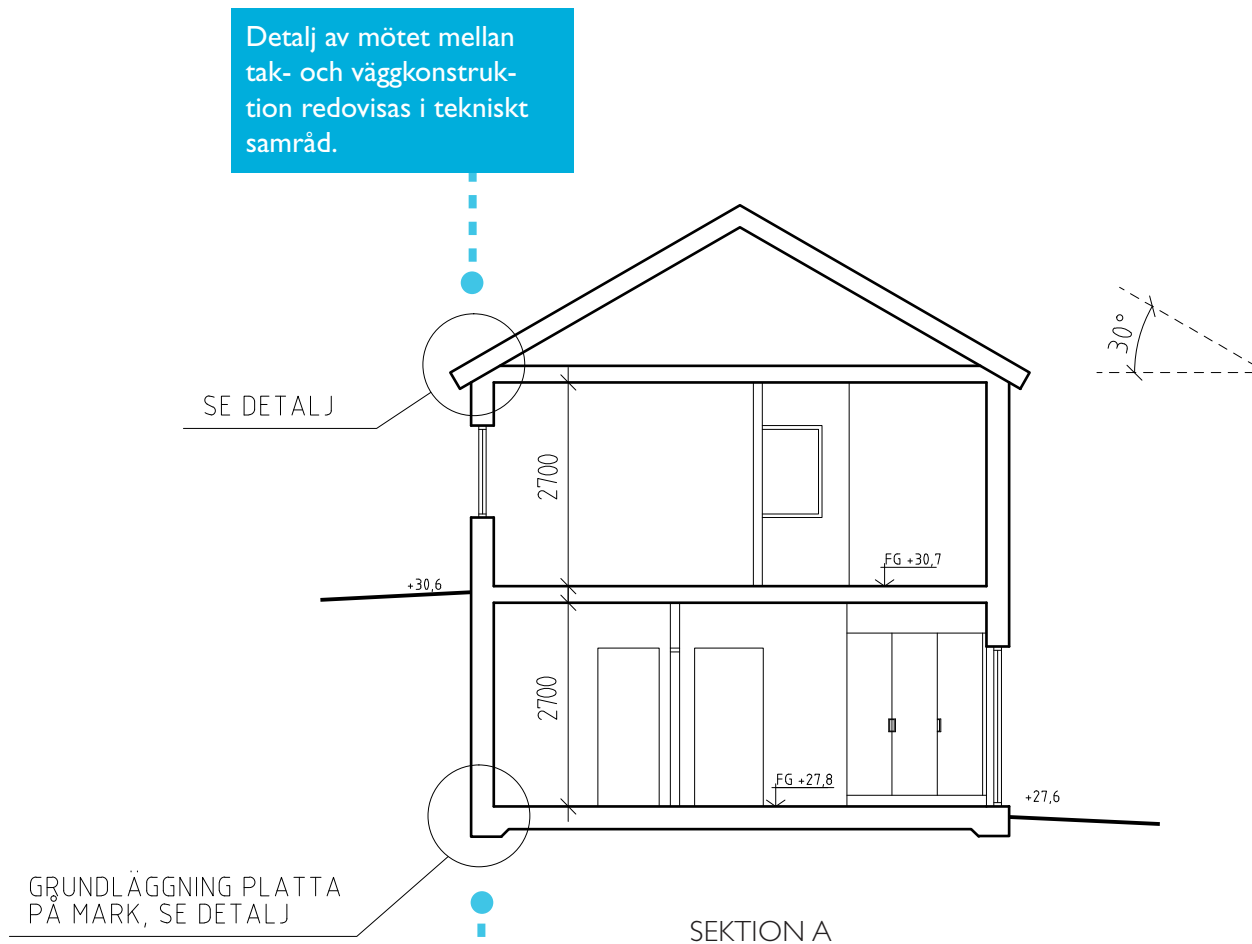 Detalj av mötet mellan
tak- och väggkonstruk-
tion redovisas i tekniskt
samråd.
30°
SE DETALJ
2700
FG +30,7
+30,6
2700
FG +27,8
+27,6
GRUNDLÄGGNING PLATTA
PÅ MARK, SE DETALJ
SEKTION A